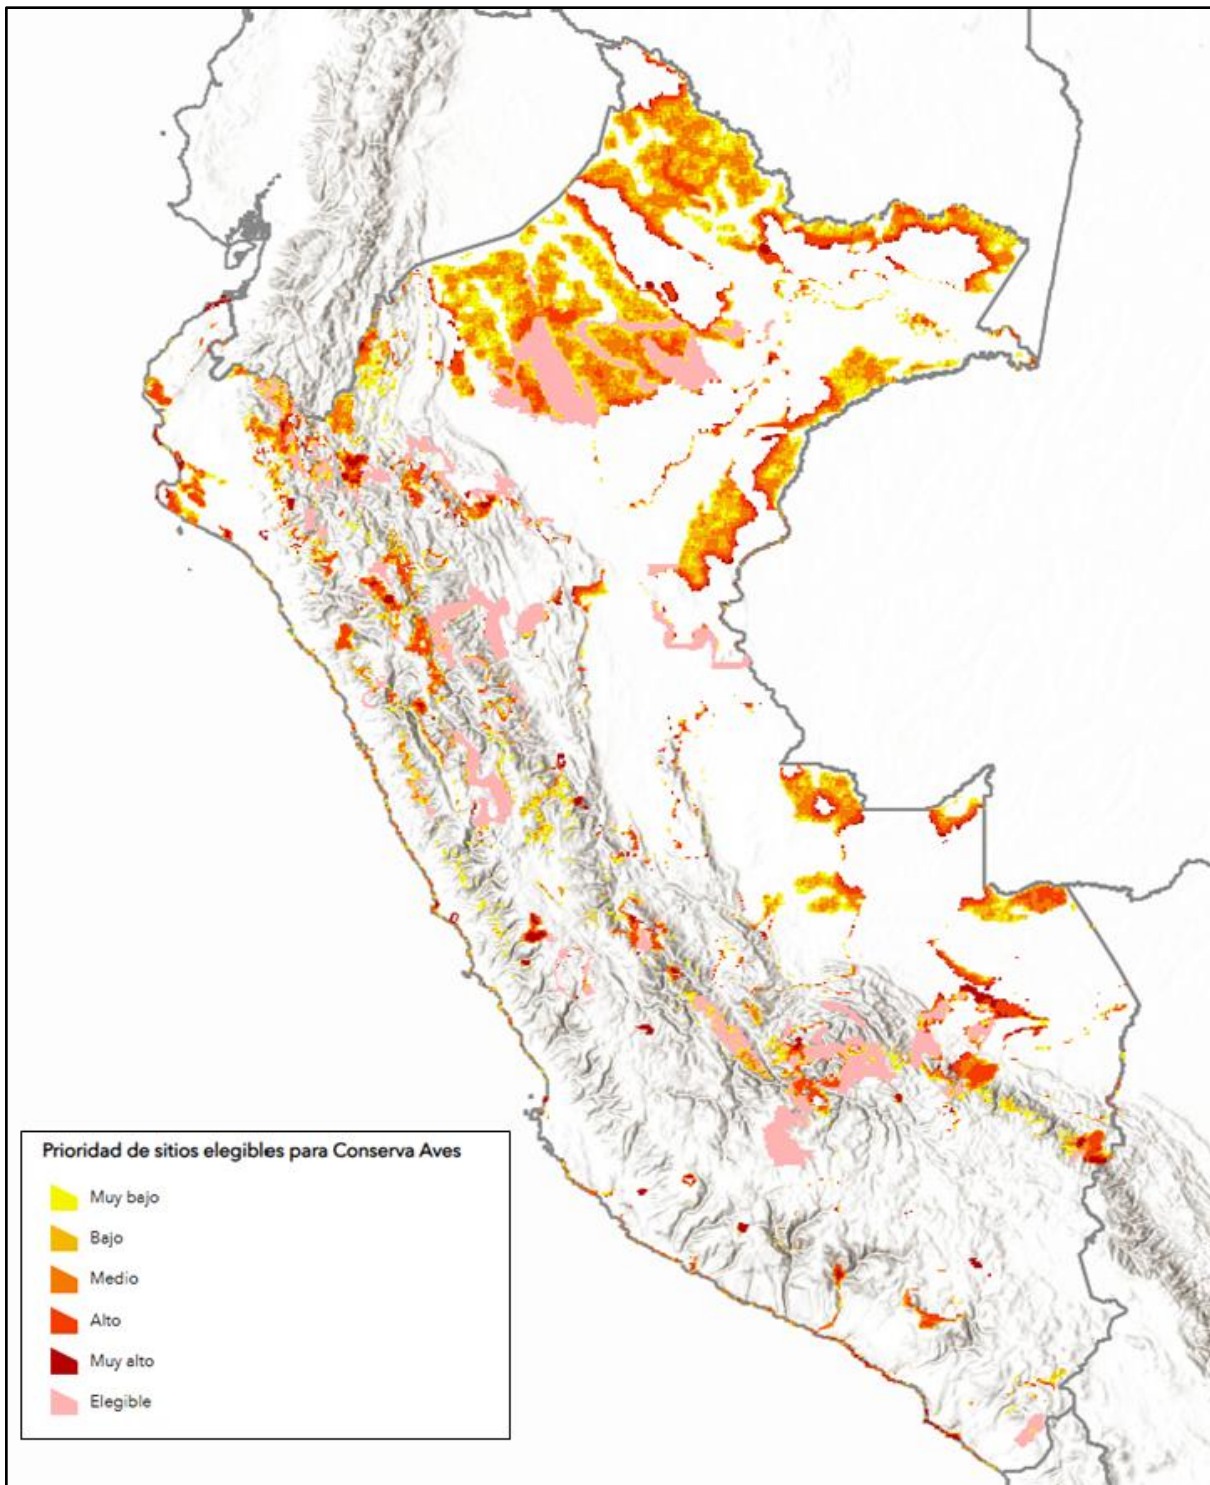 Prioridad de sitios elegibles para Conserva Aves
Muy bajo
Bajo
Medio
Alto
Muy alto
Elegible